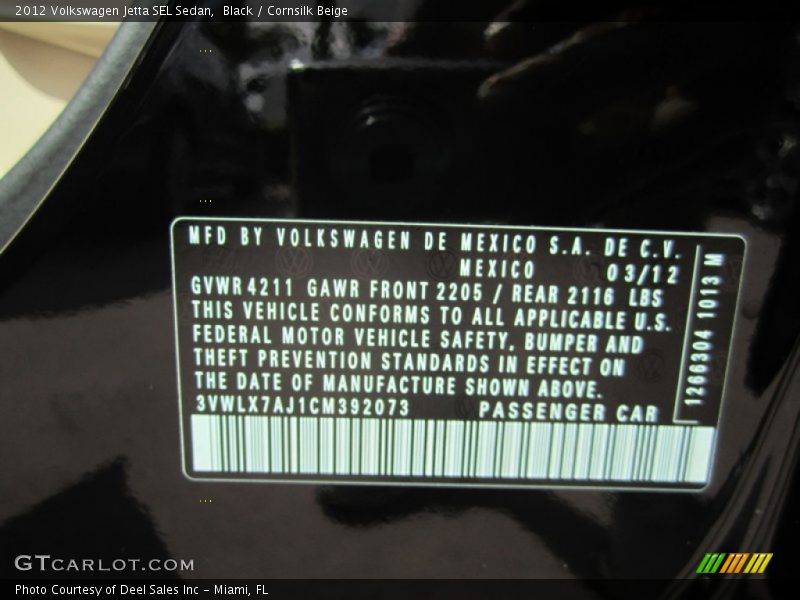 2012 Volkswagen Jetta SEL Sedan,  Black / Cornsilk Beige
MFD BY VOLKSWAGEN DE MEXICO S.A. DE C.V.
MEXICO 03/12
GVWR 4211 GAWR FRONT 2205 / REAR 2116 LBS
THIS VEHICLE CONFORMS TO ALL APPLICABLE U.S.
FEDERAL MOTOR VEHICLE SAFETY, BUMPER AND
THEFT PREVENTION STANDARDS IN EFFECT ON
THE DATE OF MANUFACTURE SHOWN ABOVE.
3VWLX7AJ1CM392073 PASSENGER CAR
1266304 1013 M
GTCARLOT.COM
Photo Courtesy of Deel Sales Inc - Miami, FL